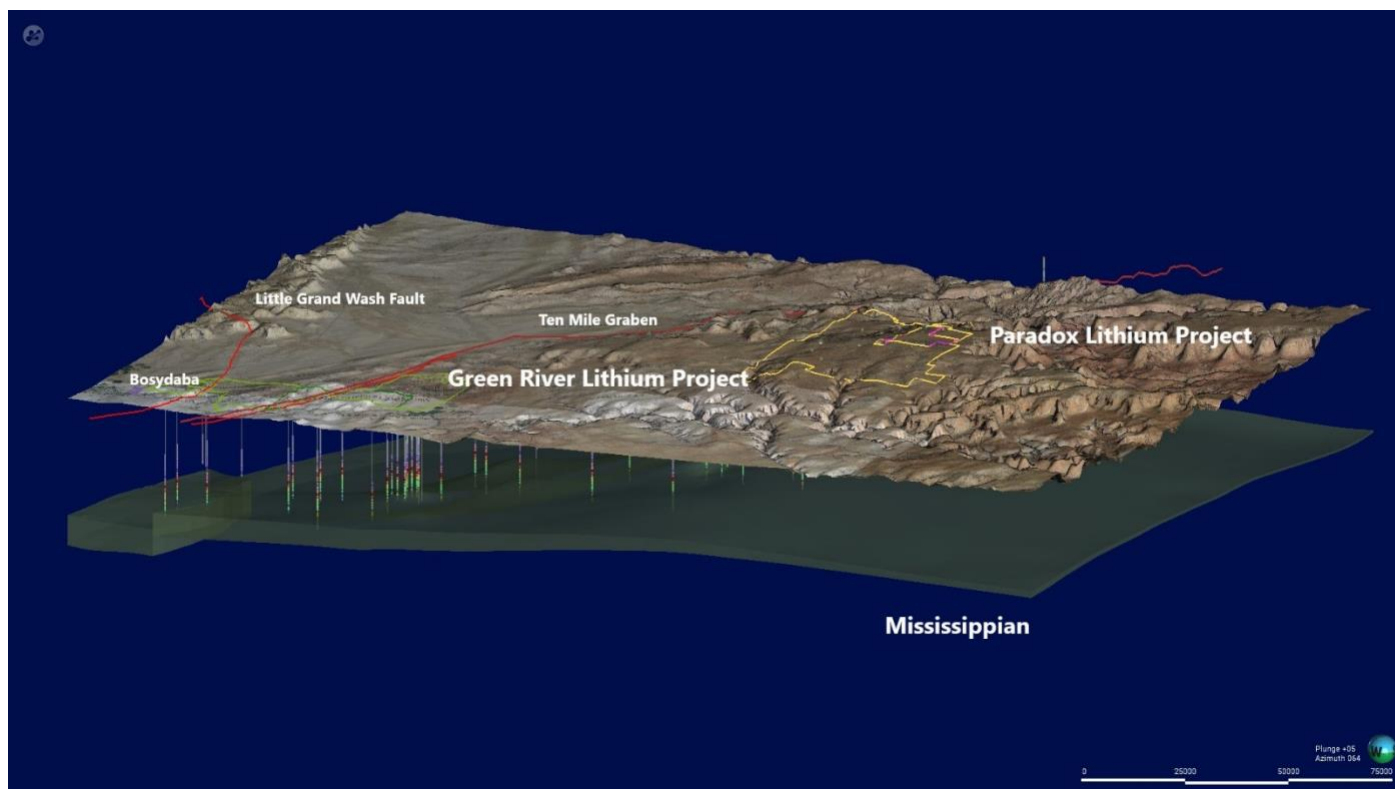 Little Grand Wash Fault
Ten Mile Graben
Paradox Lithium Project
Bosydaba
Green River Lithium Project
Mississippian
Plunge +05
Azimuth 064
W
0 25000 50000 75000